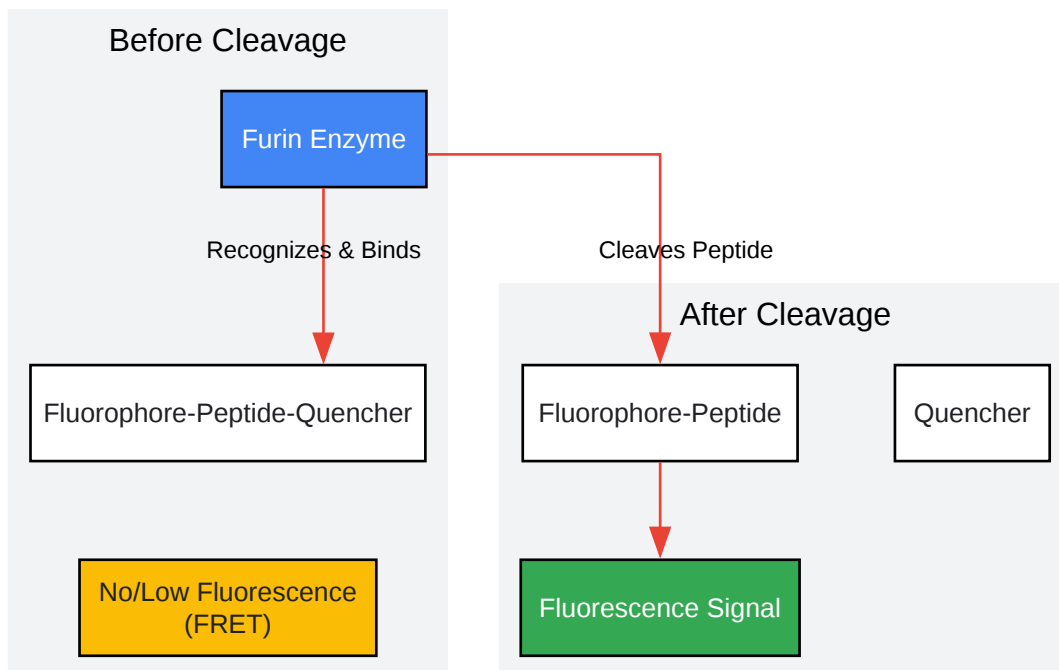 Before Cleavage
Furin Enzyme
Recognizes & Binds
Cleaves Peptide
After Cleavage
Fluorophore-Peptide-Quencher
Fluorophore-Peptide
Quencher
No/Low Fluorescence
(FRET)
Fluorescence Signal